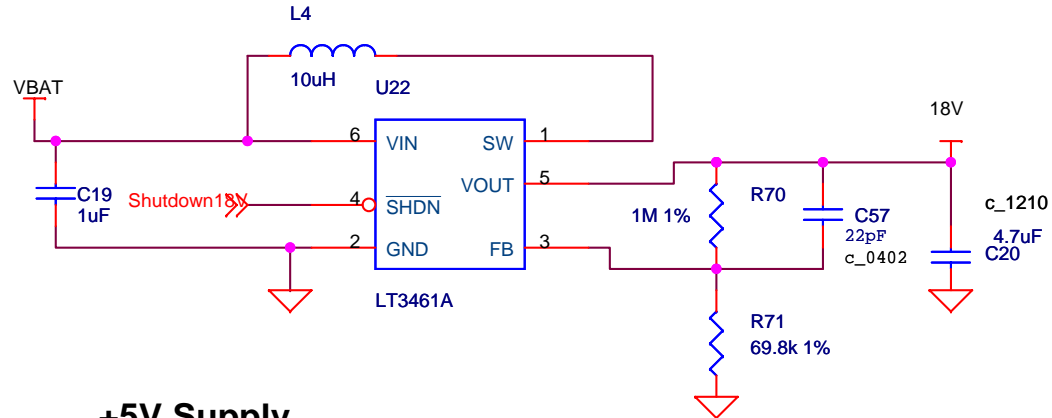 L4
10uH
U22
VBAT
18V
6
VIN
SW
1
VOUT
5
C19
1uF
Shutdown18V
4
SHDN
R70
1M 1%
C57
22pF
c_0402
c_1210
4.7uF
C20
2
GND
FB
3
LT3461A
R71
69.8k 1%
+5V Supply